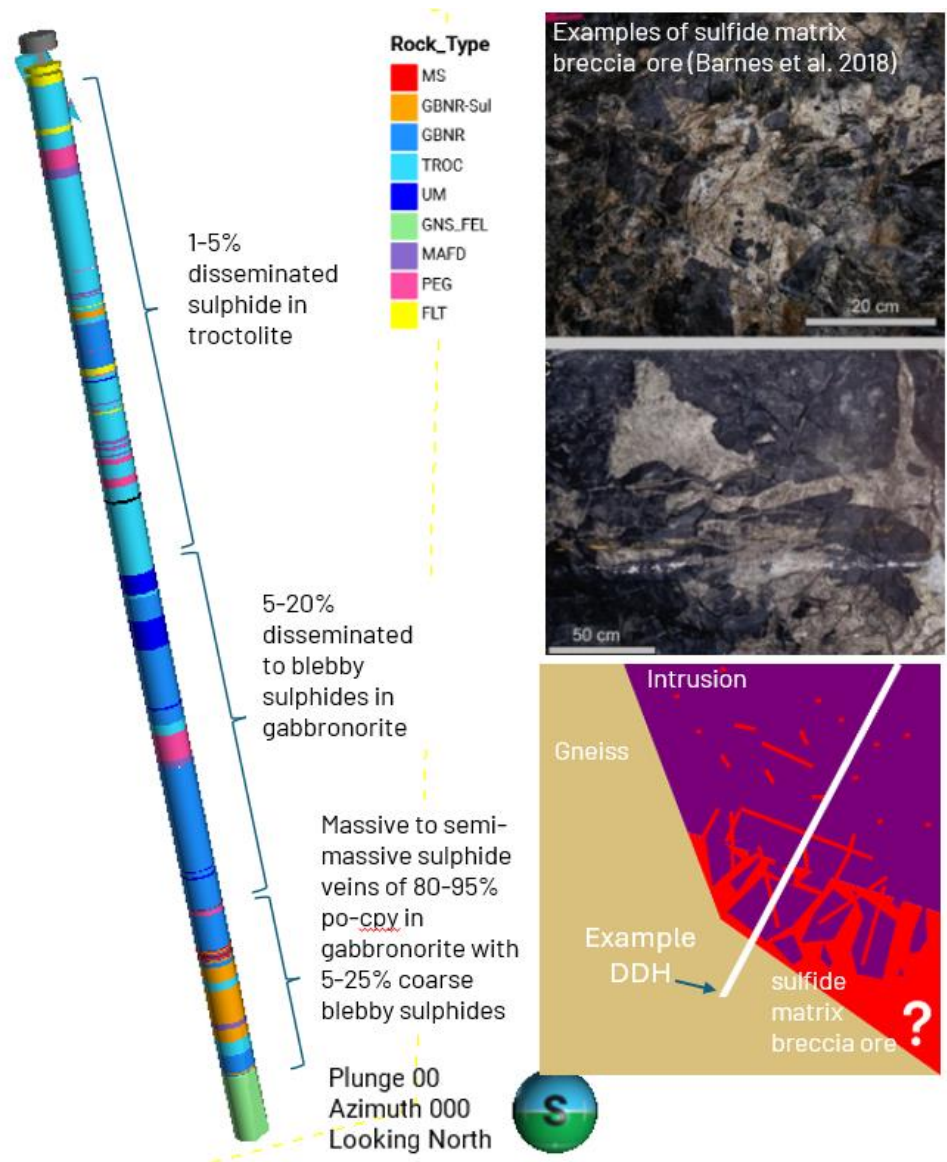 Rock_Type
MS
GBNR-Sul
GBNR
TROC
UM
GNS_FEL
MAFD
PEG
FLT
1-5%
disseminated
sulphide in
troctolite
5-20%
disseminated
to blebby
sulphides in
gabbronorite
Massive to semi-
massive sulphide
veins of 80-95%
po-cpy in
gabbronorite with
5-25% coarse
blebby sulphides
Plunge 00
Azimuth 000
Looking North
S
Examples of sulfide matrix
breccia ore (Barnes et al. 2018)
20 cm
50 cm
Intrusion
Gneiss
Example
DDH
sulfide
matrix
breccia ore
?